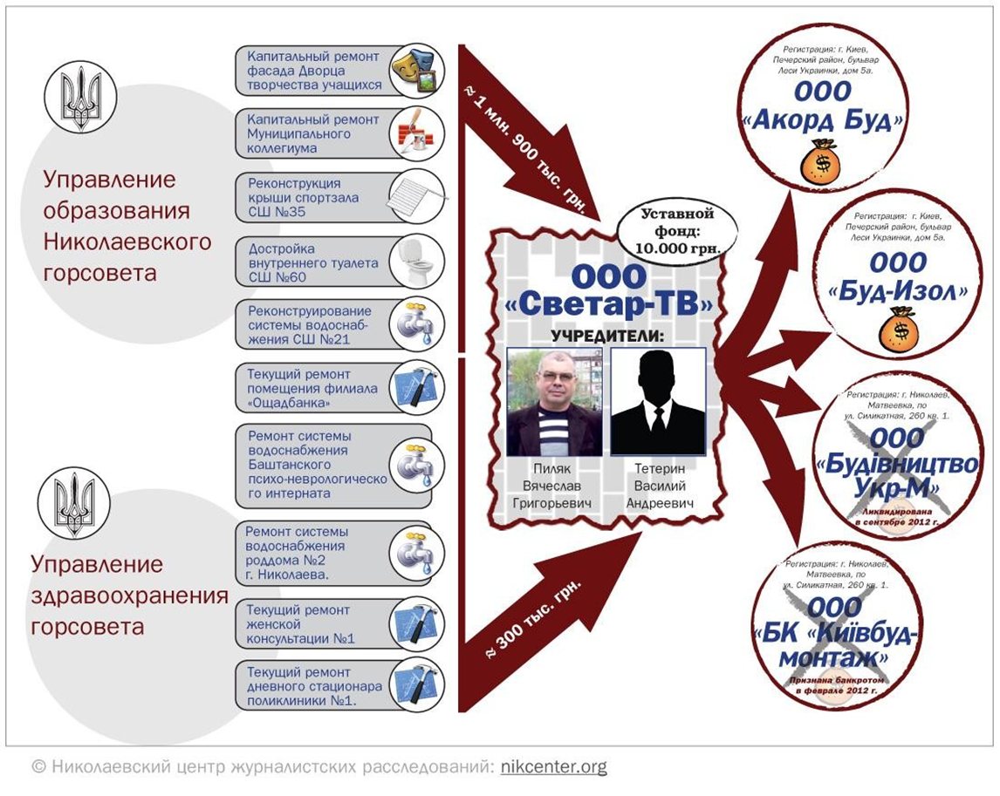 Управление
образования
Николаевского
горсовета
Управление
здравоохранения
горсовета
Капитальный ремонт
фасада Дворца
творчества учащихся
Капитальный ремонт
Муниципального
коллегиума
Реконструкция
крыши спортзала
СШ №35
Достройка
внутреннего туалета
СШ №60
Реконструирование
системы водоснаб-
жения СШ №21
Текущий ремонт
помещения филиала
«Ощадбанка»
Ремонт системы
водоснабжения
Баштанского
психо-неврологическо
го интерната
Ремонт системы
водоснабжения
роддома №2
г. Николаева.
Текущий ремонт
женской
консультации №1
Текущий ремонт
дневного стационара
поликлиники №1.
≈ 1 млн. 900 тыс. грн.
≈ 300 тыс. грн.
Уставной
фонд:
10.000 грн.
ООО
«Светар-ТВ»
УЧРЕДИТЕЛИ:
Пиляк
Вячеслав
Григорьевич
Тетерин
Василий
Андреевич
Регистрация: г. Киев,
Печерский район, бульвар
Леси Украинки, дом 5а.
ООО
«Акорд Буд»
$
Регистрация: г. Киев,
Печерский район, бульвар
Леси Украинки, дом 5а.
ООО
«Буд-Изол»
$
Регистрация: г. Николаев,
Матвеевка, по
ул. Силикатная, 260 кв. 1.
ООО
«Будівництво
Укр-М»
Ликвидирована
в сентябре 2012 г.
Регистрация: г. Николаев,
Матвеевка, по
ул. Силикатная, 260 кв. 1.
ООО
«БК «Київбуд-
монтаж»
Признана банкротом
в феврале 2012 г.
© Николаевский центр журналистских расследований: nikcenter.org